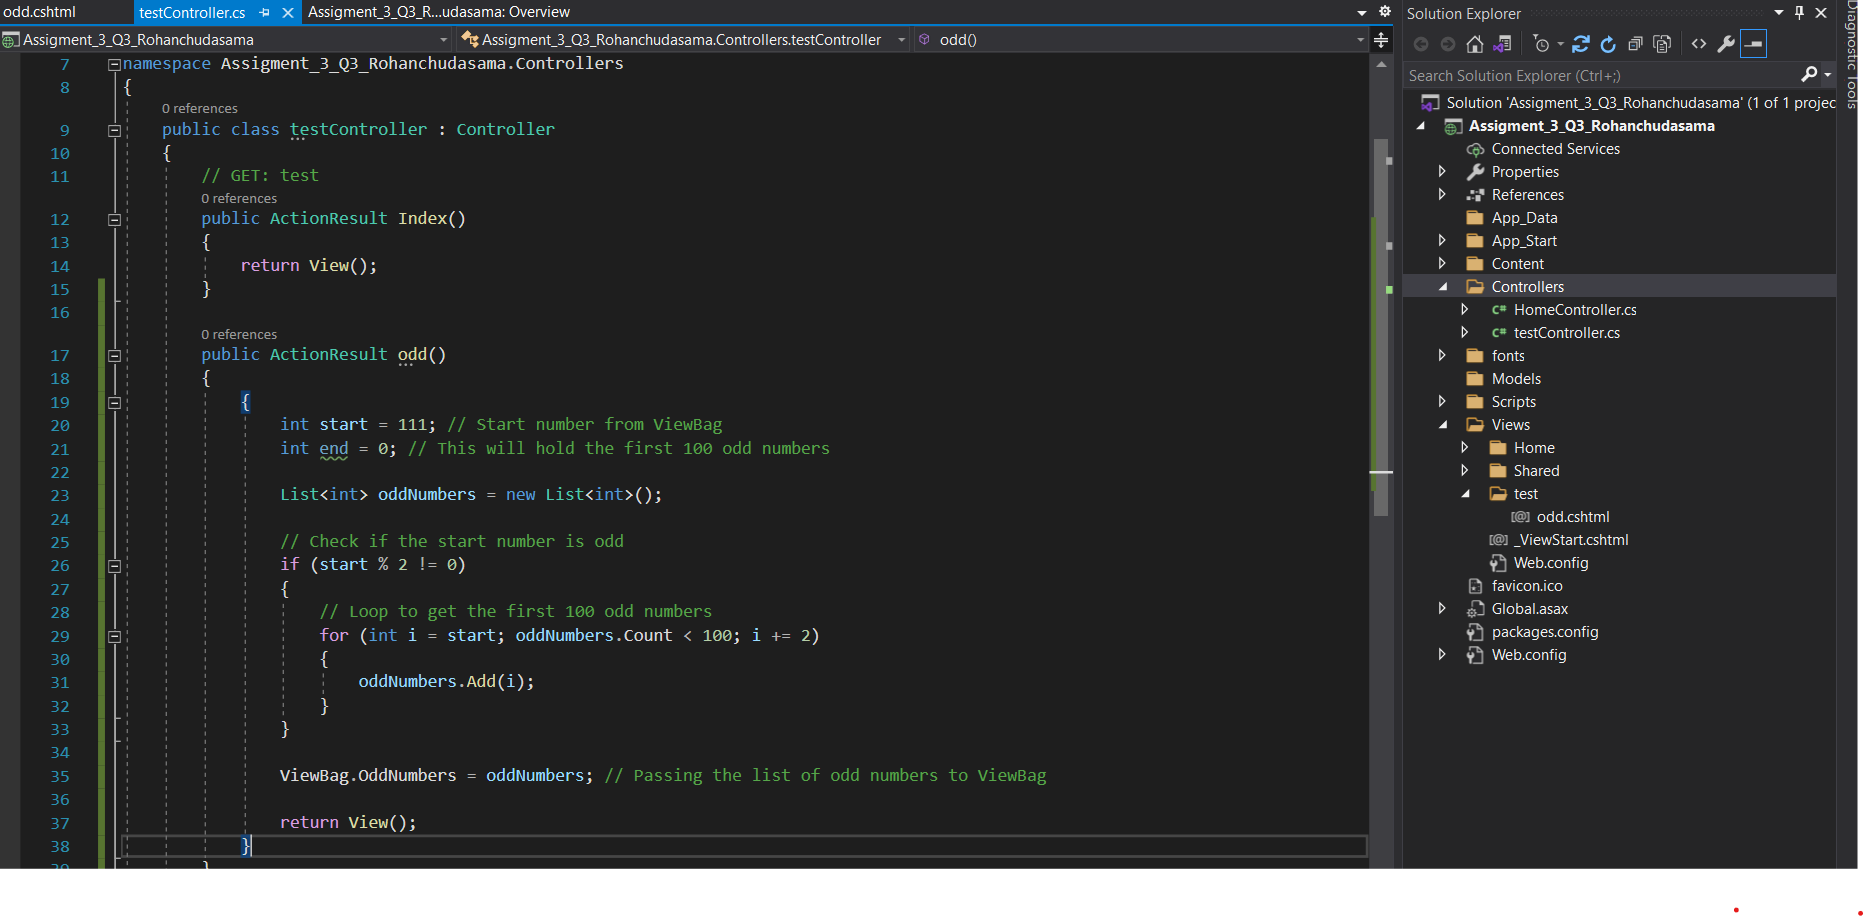 odd.cshtml
testController.cs
Assigment_3_Q3_R...udasama: Overview
Assigment_3_Q3_Rohanchudasama
Assigment_3_Q3_Rohanchudasama.Controllers.testController
odd()
7 namespace Assigment_3_Q3_Rohanchudasama.Controllers
8 {
0 references
9 public class testController : Controller
10 {
11 // GET: test
0 references
12 public ActionResult Index()
13 {
14 return View();
15 }
16
0 references
17 public ActionResult odd()
18 {
19 {
20 int start = 111; // Start number from ViewBag
21 int end = 0; // This will hold the first 100 odd numbers
22
23 List<int> oddNumbers = new List<int>();
24
25 // Check if the start number is odd
26 if (start % 2 != 0)
27 {
28 // Loop to get the first 100 odd numbers
29 for (int i = start; oddNumbers.Count < 100; i += 2)
30 {
31 oddNumbers.Add(i);
32 }
33 }
34
35 ViewBag.OddNumbers = oddNumbers; // Passing the list of odd numbers to ViewBag
36
37 return View();
38 }
39 }
Solution Explorer
Search Solution Explorer (Ctrl+;)
Solution 'Assigment_3_Q3_Rohanchudasama' (1 of 1 projec
Assigment_3_Q3_Rohanchudasama
Connected Services
Properties
References
App_Data
App_Start
Content
Controllers
C# HomeController.cs
C# testController.cs
fonts
Models
Scripts
Views
Home
Shared
test
[@] odd.cshtml
[@] _ViewStart.cshtml
Web.config
favicon.ico
Global.asax
packages.config
Web.config
Diagnostic Tools